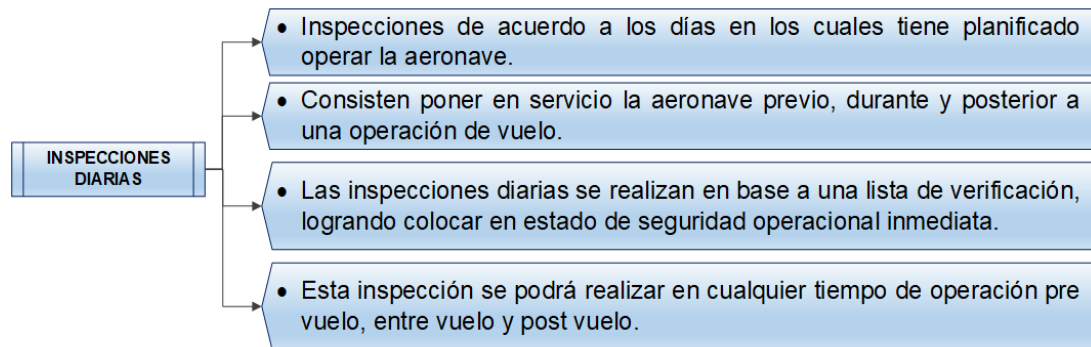 INSPECCIONES
DIARIAS
• Inspecciones de acuerdo a los días en los cuales tiene planificado
operar la aeronave.
• Consisten poner en servicio la aeronave previo, durante y posterior a
una operación de vuelo.
• Las inspecciones diarias se realizan en base a una lista de verificación,
logrando colocar en estado de seguridad operacional inmediata.
• Esta inspección se podrá realizar en cualquier tiempo de operación pre
vuelo, entre vuelo y post vuelo.